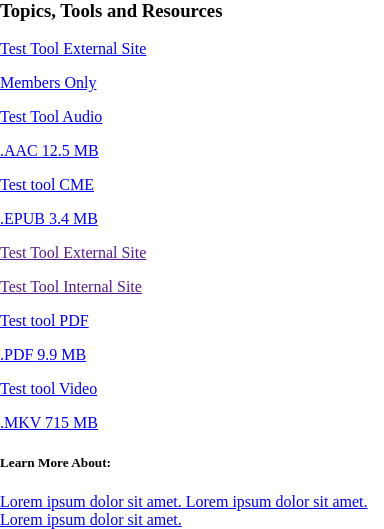 Topics, Tools and Resources
Test Tool External Site
Members Only
Test Tool Audio
.AAC 12.5 MB
Test tool CME
.EPUB 3.4 MB
Test Tool External Site
Test Tool Internal Site
Test tool PDF
.PDF 9.9 MB
Test tool Video
.MKV 715 MB
Learn More About:
Lorem ipsum dolor sit amet. Lorem ipsum dolor sit amet.
Lorem ipsum dolor sit amet.